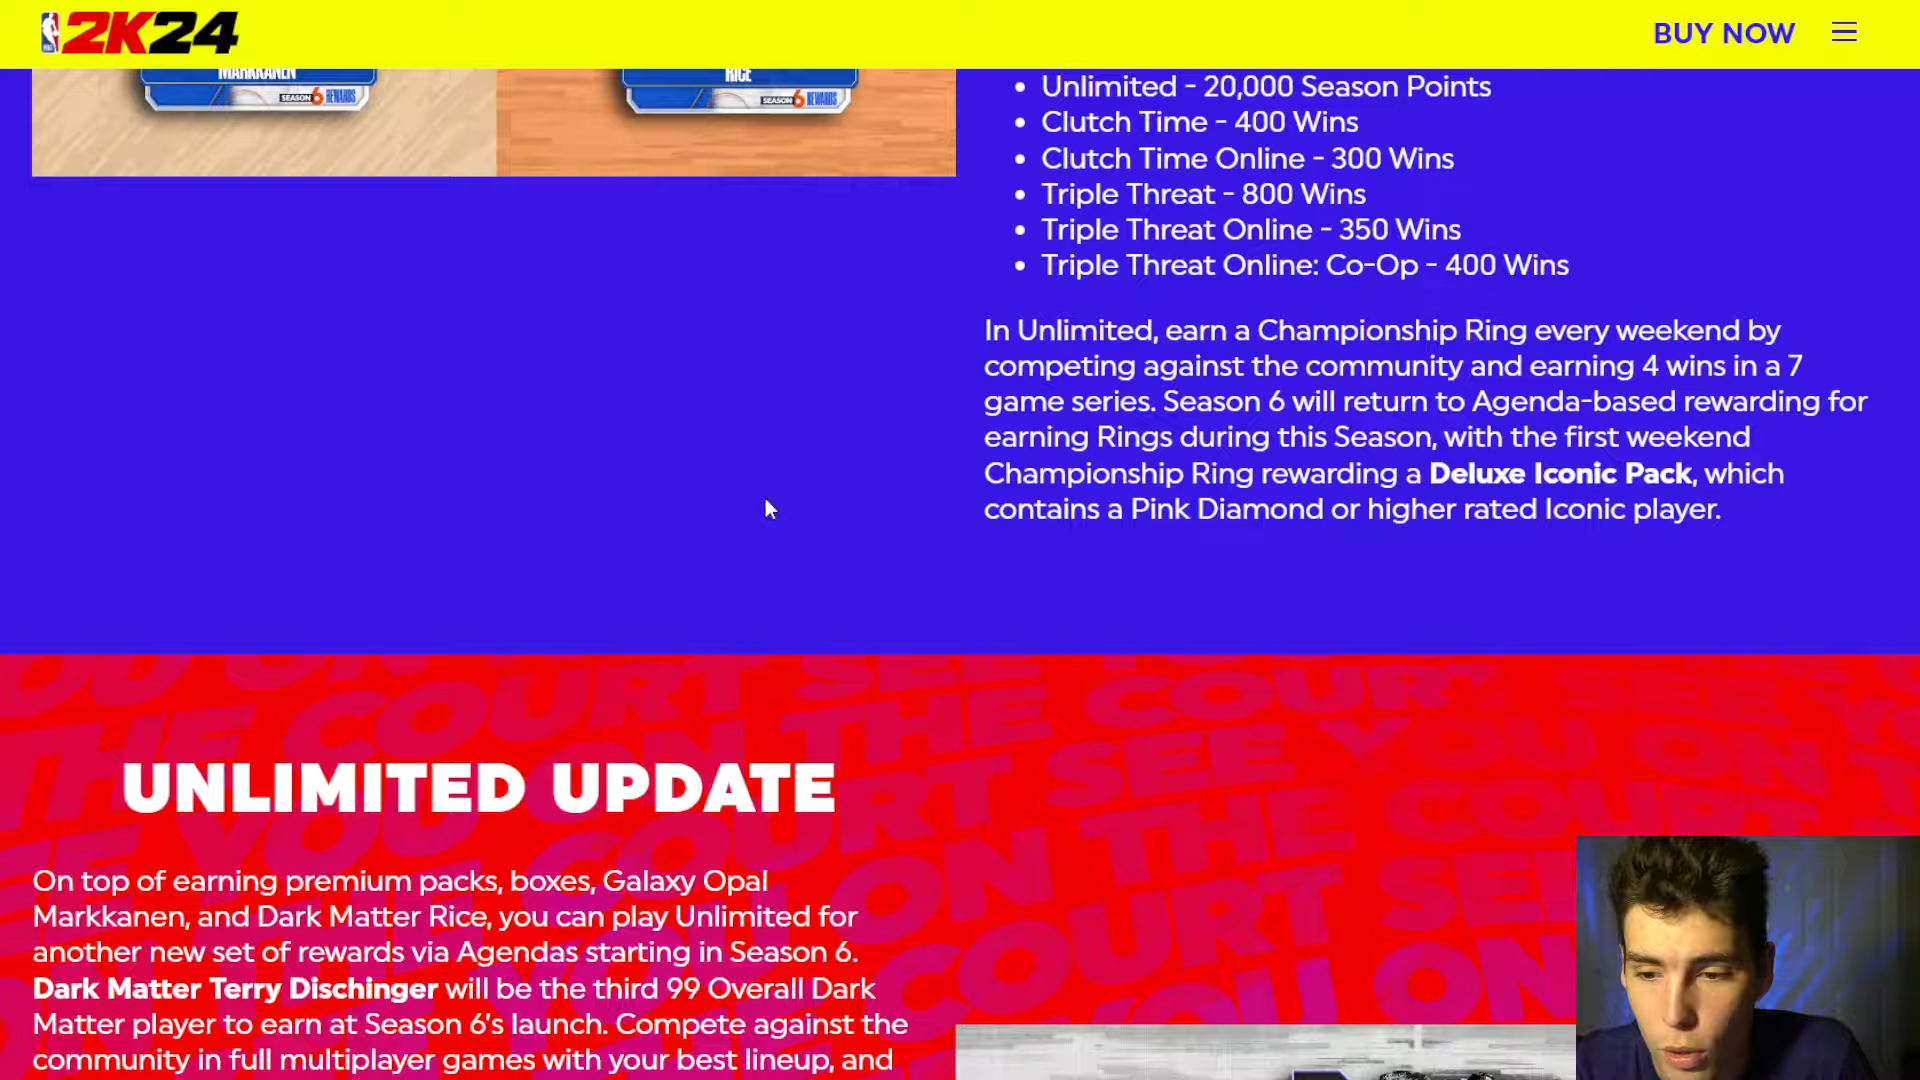 2K24
BUY NOW
MARKKANEN
SEASON 6 REWARDS
RICE
SEASON 6 REWARDS
• Unlimited - 20,000 Season Points
• Clutch Time - 400 Wins
• Clutch Time Online - 300 Wins
• Triple Threat - 800 Wins
• Triple Threat Online - 350 Wins
• Triple Threat Online: Co-Op - 400 Wins
In Unlimited, earn a Championship Ring every weekend by
competing against the community and earning 4 wins in a 7
game series. Season 6 will return to Agenda-based rewarding for
earning Rings during this Season, with the first weekend
Championship Ring rewarding a Deluxe Iconic Pack, which
contains a Pink Diamond or higher rated Iconic player.
UNLIMITED UPDATE
On top of earning premium packs, boxes, Galaxy Opal
Markkanen, and Dark Matter Rice, you can play Unlimited for
another new set of rewards via Agendas starting in Season 6.
Dark Matter Terry Dischinger will be the third 99 Overall Dark
Matter player to earn at Season 6's launch. Compete against the
community in full multiplayer games with your best lineup, and